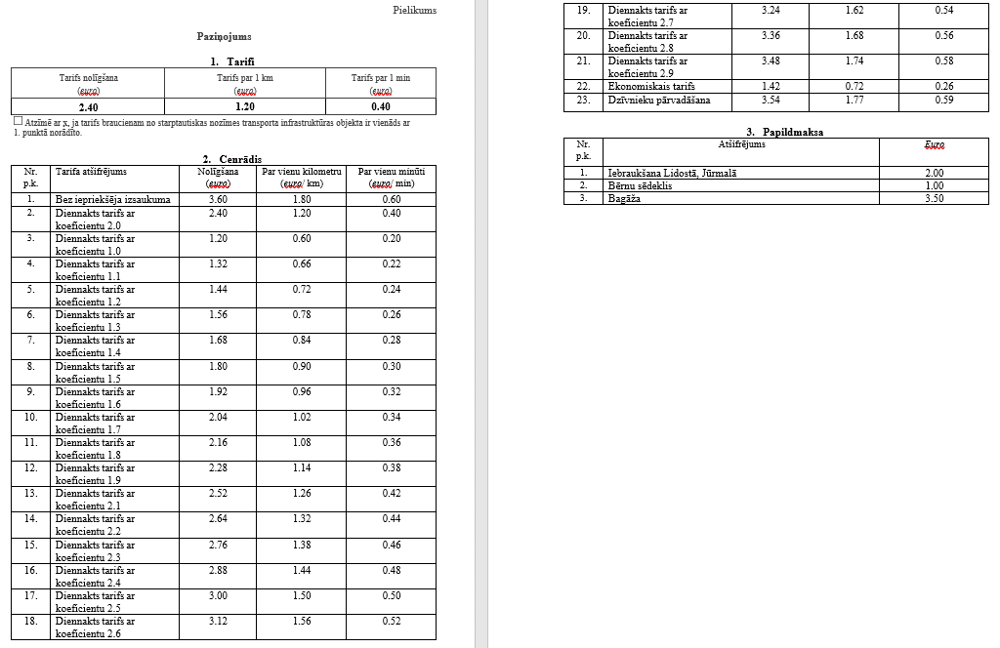 Pielikums
Paziņojums
1. Tarifi
Tarifs nolīgšana Tarifs par 1 km Tarifs par 1 min
(euro) (euro) (euro)
2.40 1.20 0.40
Atzīmē ar x, ja tarifs braucienam no starptautiskas nozīmes transporta infrastruktūras objekta ir vienāds ar
1. punktā norādīto.
2. Cenrādis
Nr. Tarifa atšifrējums Nolīgšana Par vienu kilometru Par vienu minūti
p.k. (euro) (euro/ km) (euro/ min)
1. Bez iepriekšēja izsaukuma 3.60 1.80 0.60
2. Diennakts tarifs ar 2.40 1.20 0.40
koeficientu 2.0
3. Diennakts tarifs ar 1.20 0.60 0.20
koeficientu 1.0
4. Diennakts tarifs ar 1.32 0.66 0.22
koeficientu 1.1
5. Diennakts tarifs ar 1.44 0.72 0.24
koeficientu 1.2
6. Diennakts tarifs ar 1.56 0.78 0.26
koeficientu 1.3
7. Diennakts tarifs ar 1.68 0.84 0.28
koeficientu 1.4
8. Diennakts tarifs ar 1.80 0.90 0.30
koeficientu 1.5
9. Diennakts tarifs ar 1.92 0.96 0.32
koeficientu 1.6
10. Diennakts tarifs ar 2.04 1.02 0.34
koeficientu 1.7
11. Diennakts tarifs ar 2.16 1.08 0.36
koeficientu 1.8
12. Diennakts tarifs ar 2.28 1.14 0.38
koeficientu 1.9
13. Diennakts tarifs ar 2.52 1.26 0.42
koeficientu 2.1
14. Diennakts tarifs ar 2.64 1.32 0.44
koeficientu 2.2
15. Diennakts tarifs ar 2.76 1.38 0.46
koeficientu 2.3
16. Diennakts tarifs ar 2.88 1.44 0.48
koeficientu 2.4
17. Diennakts tarifs ar 3.00 1.50 0.50
koeficientu 2.5
18. Diennakts tarifs ar 3.12 1.56 0.52
koeficientu 2.6
19. Diennakts tarifs ar 3.24 1.62 0.54
koeficientu 2.7
20. Diennakts tarifs ar 3.36 1.68 0.56
koeficientu 2.8
21. Diennakts tarifs ar 3.48 1.74 0.58
koeficientu 2.9
22. Ekonomiskais tarifs 1.42 0.72 0.26
23. Dzīvnieku pārvadāšana 3.54 1.77 0.59
3. Papildmaksa
Nr. Atšifrējums Euro
p.k.
1. Iebraukšana Lidostā, Jūrmalā 2.00
2. Bērnu sēdeklis 1.00
3. Bagāža 3.50